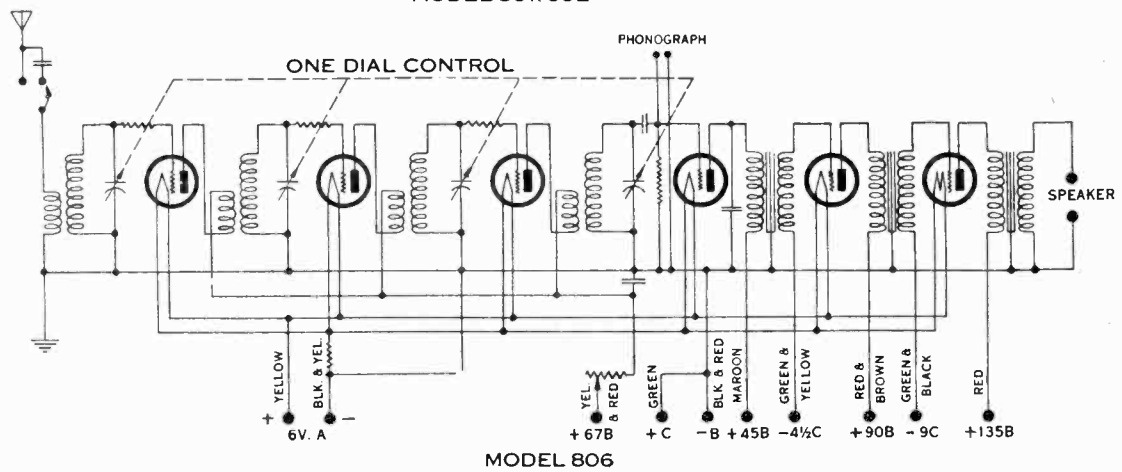 PHONOGRAPH
ONE DIAL CONTROL
SPEAKER
YELLOW
BLK. & YEL.
YEL. & RED
GREEN
BLK & RED
MAROON
GREEN & YELLOW
RED & BROWN
GREEN & BLACK
RED
+ 6V. A −
+ 67B
+ C
−B
+45B
−4½C
+90B
- 9C
+135B
MODEL 806